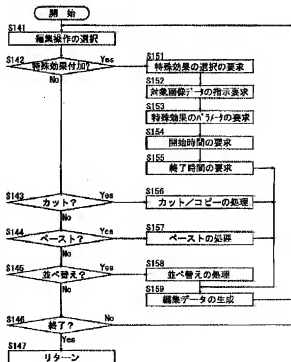 開 始
S141
編集操作の選択
S142
特殊効果付加?
Yes
No
S151
特殊効果の選択の要求
S152
対象画像データの指示要求
S153
特殊効果のパラメータの要求
S154
開始時間の要求
S155
終了時間の要求
S143
カット?
Yes
No
S156
カット/コピーの処理
S144
ペースト?
Yes
No
S157
ペーストの処理
S145
並べ替え?
Yes
No
S158
並べ替えの処理
S159
編集データの生成
S146
終了?
No
Yes
S147
リターン